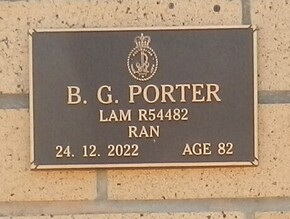 B. G. PORTER
LAM R54482
RAN
24. 12. 2022 AGE 82